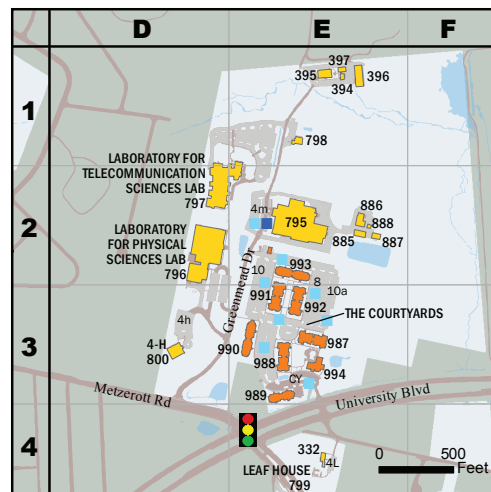 D
E
F
1
397
395
396
394
798
LABORATORY FOR
TELECOMMUNICATION
SCIENCES LAB
797
2
4m
795
886
888
885
887
LABORATORY
FOR PHYSICAL
SCIENCES LAB
796
Greenmead Dr
10
993
8
10a
991
992
THE COURTYARDS
3
4h
4-H
800
990
987
988
994
CY
989
Metzerott Rd
University Blvd
4
332
4L
LEAF HOUSE
799
0
500
Feet